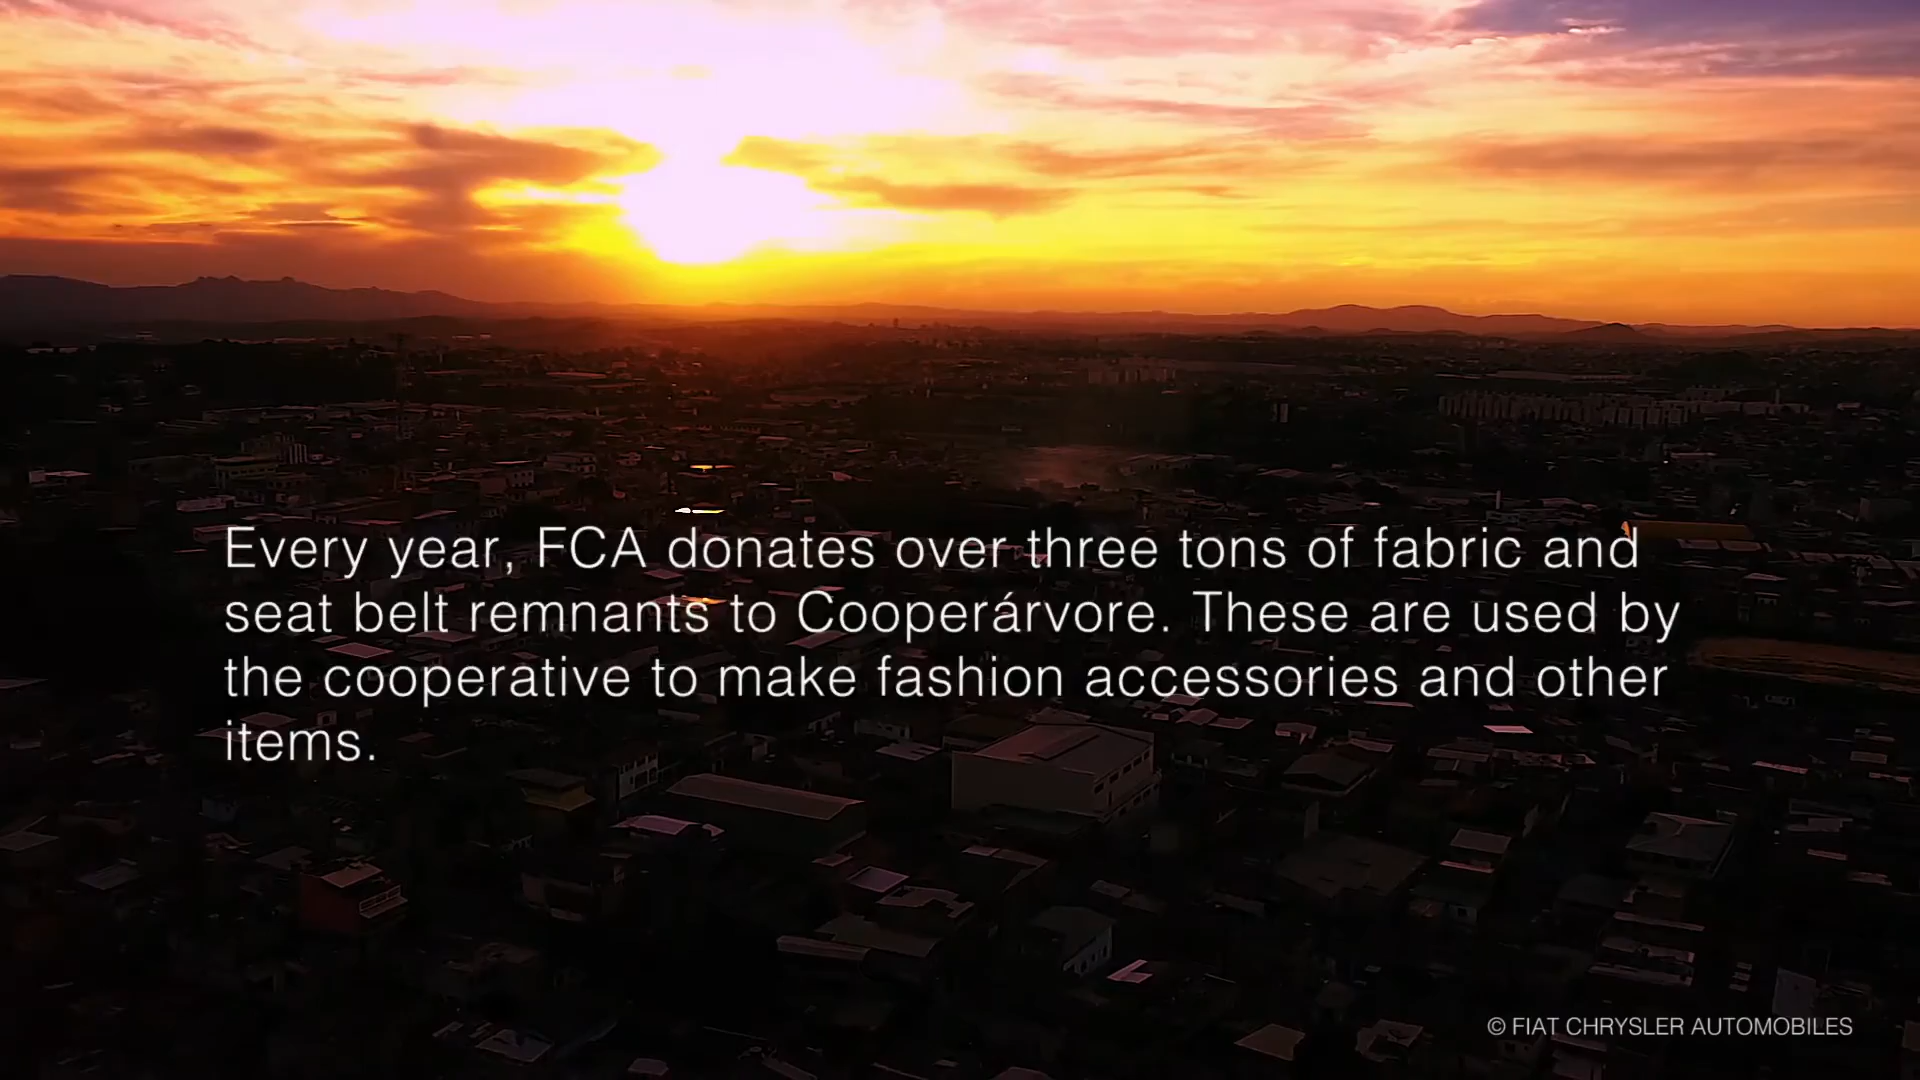 Every year, FCA donates over three tons of fabric and
seat belt remnants to Cooperárvore. These are used by
the cooperative to make fashion accessories and other
items.
© FIAT CHRYSLER AUTOMOBILES